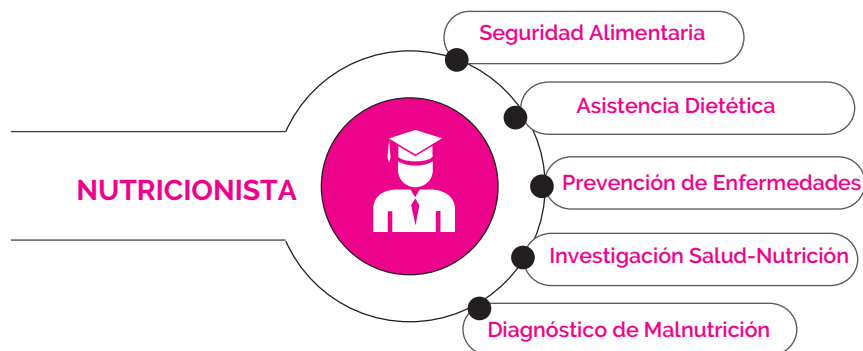 Seguridad Alimentaria
Asistencia Dietética
NUTRICIONISTA
Prevención de Enfermedades
Investigación Salud-Nutrición
Diagnóstico de Malnutrición